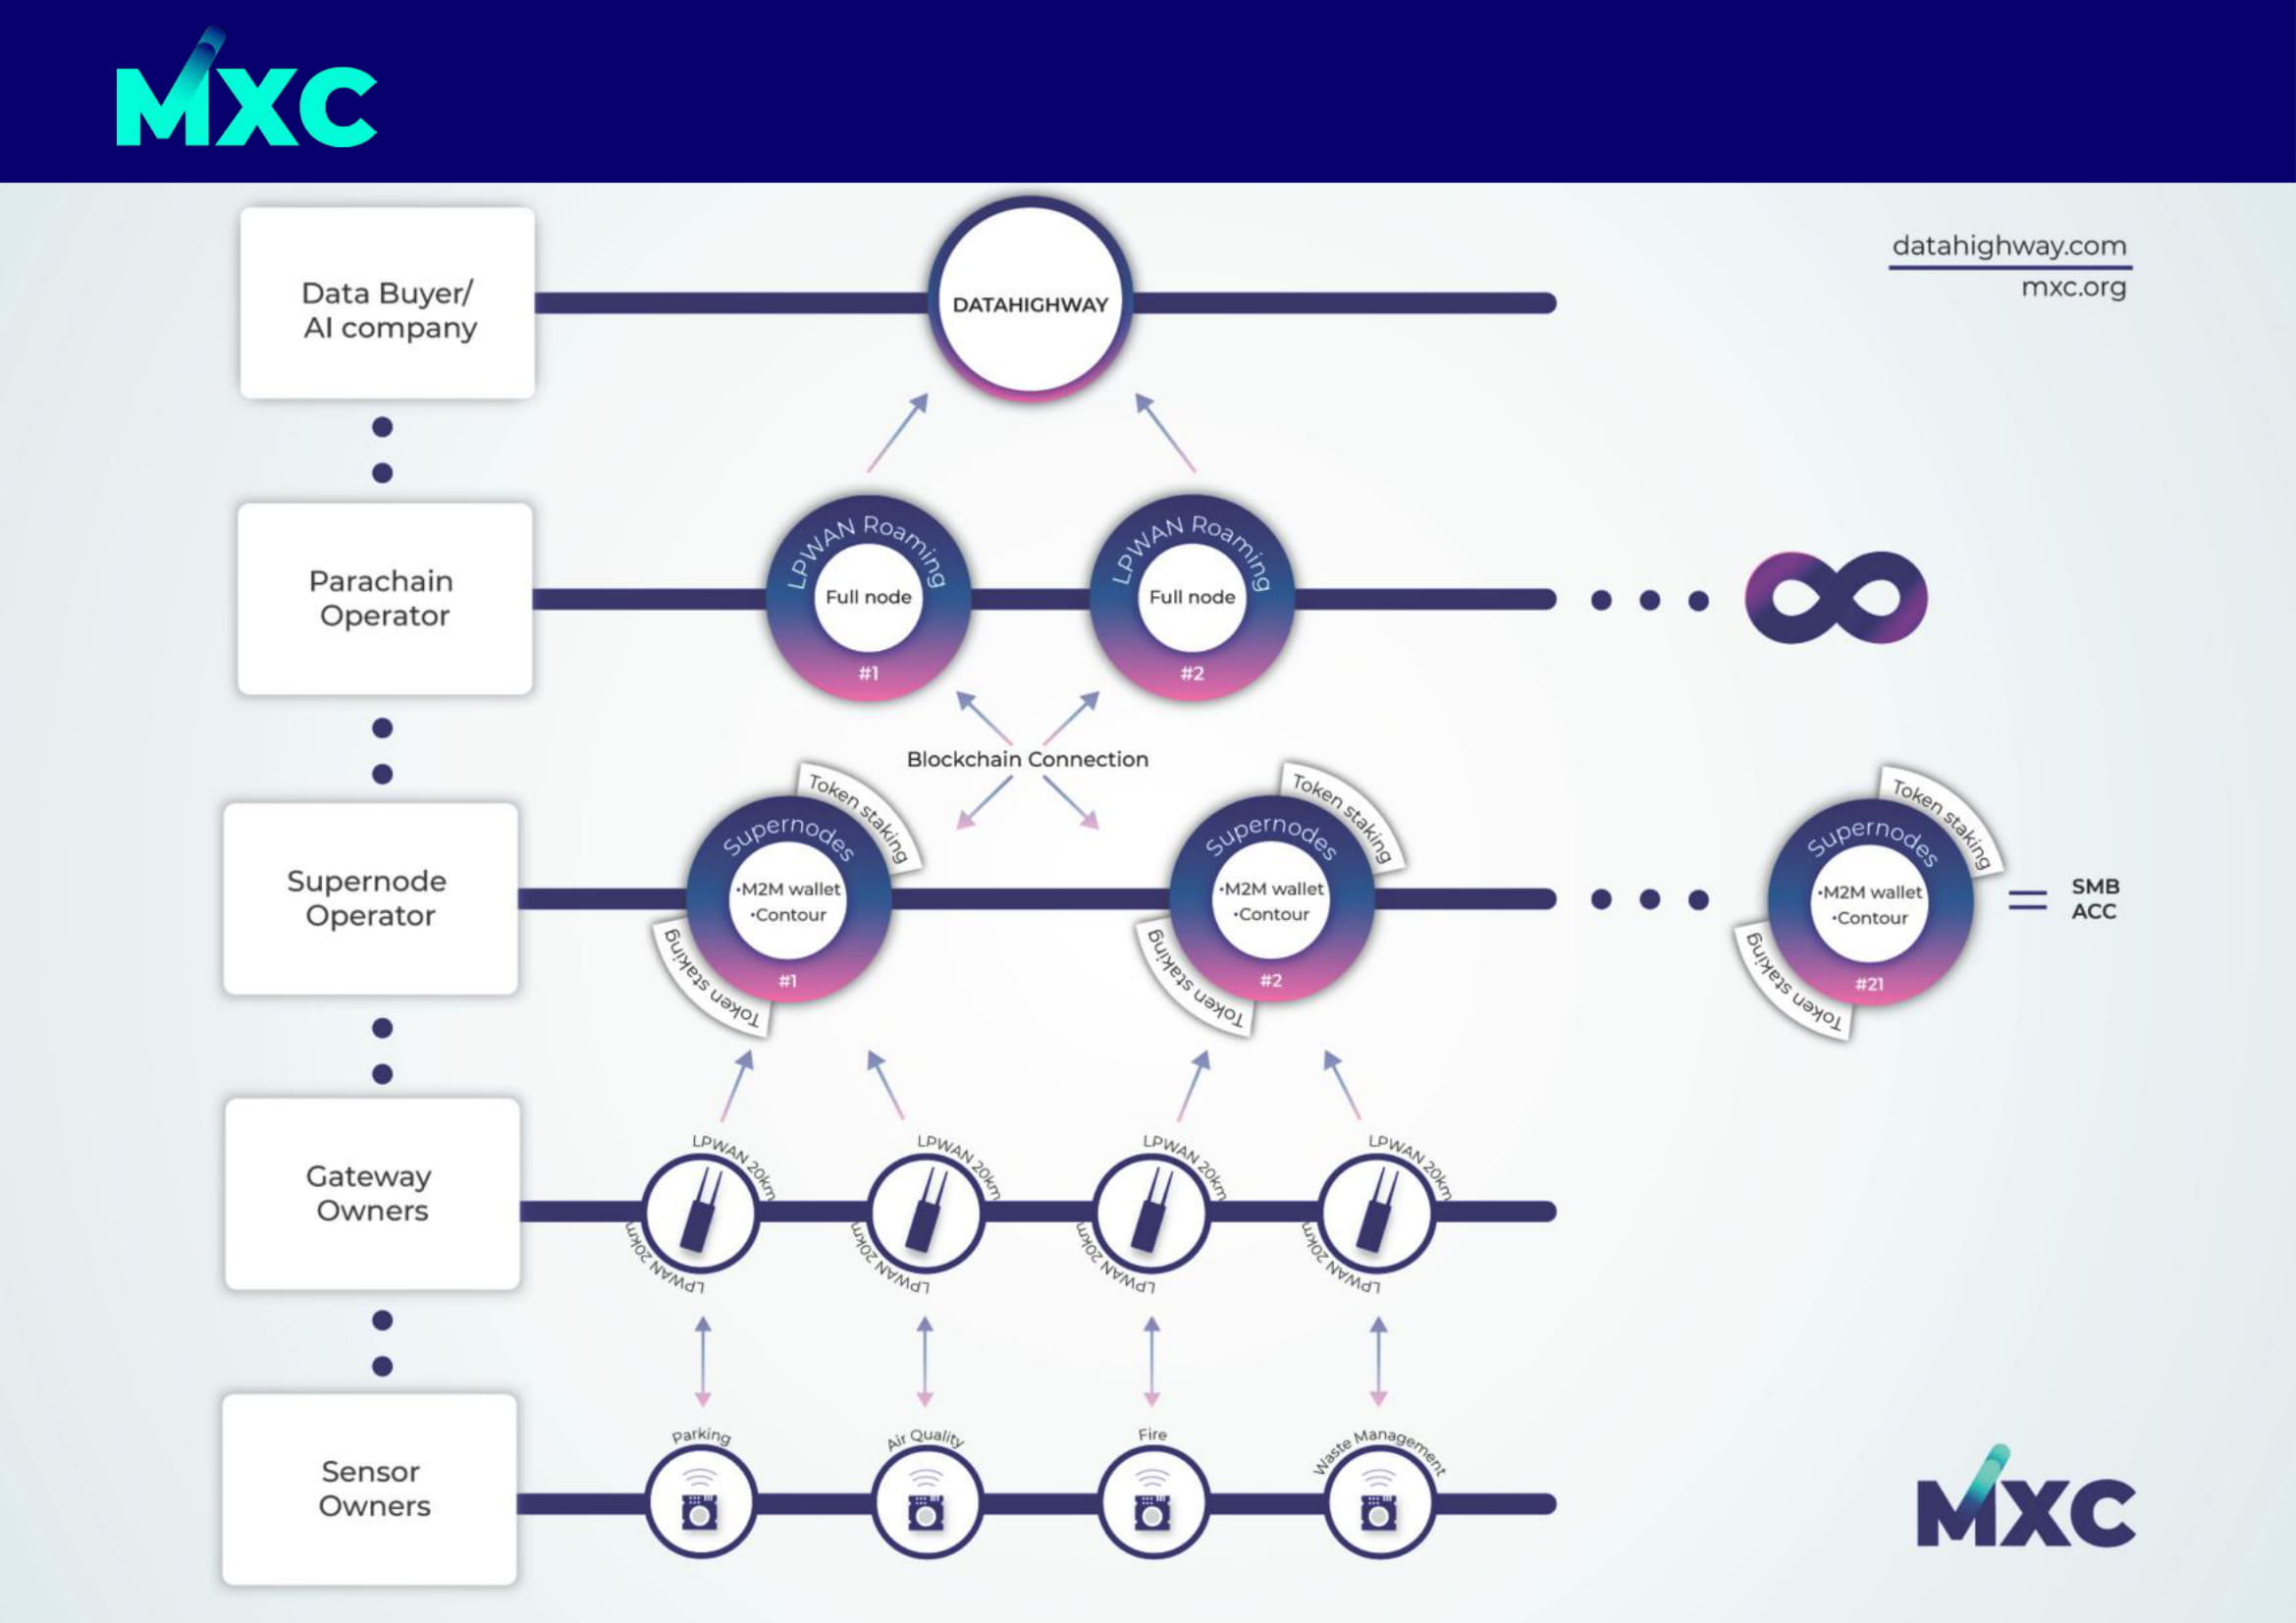 MXC
datahighway.com
mxc.org
Data Buyer/
AI company
DATAHIGHWAY
Parachain
Operator
LPWAN Roaming
Full node
#1
LPWAN Roaming
Full node
#2
Blockchain Connection
Supernode
Operator
Token staking
Supernodes
•M2M wallet
•Contour
#1
Token staking
Token staking
Supernodes
•M2M wallet
•Contour
#2
Token staking
Token staking
Supernodes
•M2M wallet
•Contour
#21
Token staking
SMB
ACC
Gateway
Owners
LPWAN 20km
LPWAN 20km
LPWAN 20km
LPWAN 20km
LPWAN 20km
LPWAN 20km
LPWAN 20km
LPWAN 20km
Sensor
Owners
Parking
Air Quality
Fire
Waste Management
MXC